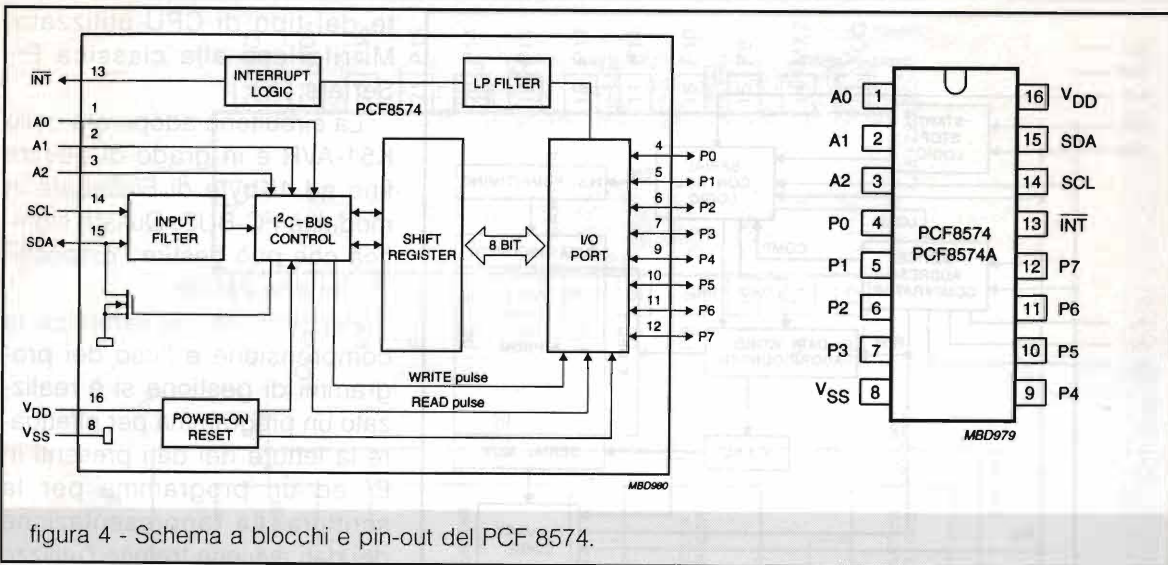 INT
13
INTERRUPT
LOGIC
LP FILTER
PCF8574
A0
1
A1
2
A2
3
SCL
14
SDA
15
INPUT
FILTER
I²C-BUS
CONTROL
SHIFT
REGISTER
8 BIT
I/O
PORT
4 P0
5 P1
6 P2
7 P3
9 P4
10 P5
11 P6
12 P7
WRITE pulse
READ pulse
VDD
16
VSS
8
POWER-ON
RESET
MBD980
A0 1
A1 2
A2 3
P0 4
P1 5
P2 6
P3 7
VSS 8
PCF8574
PCF8574A
16 VDD
15 SDA
14 SCL
13 INT
12 P7
11 P6
10 P5
9 P4
MBD979
figura 4 - Schema a blocchi e pin-out del PCF 8574.